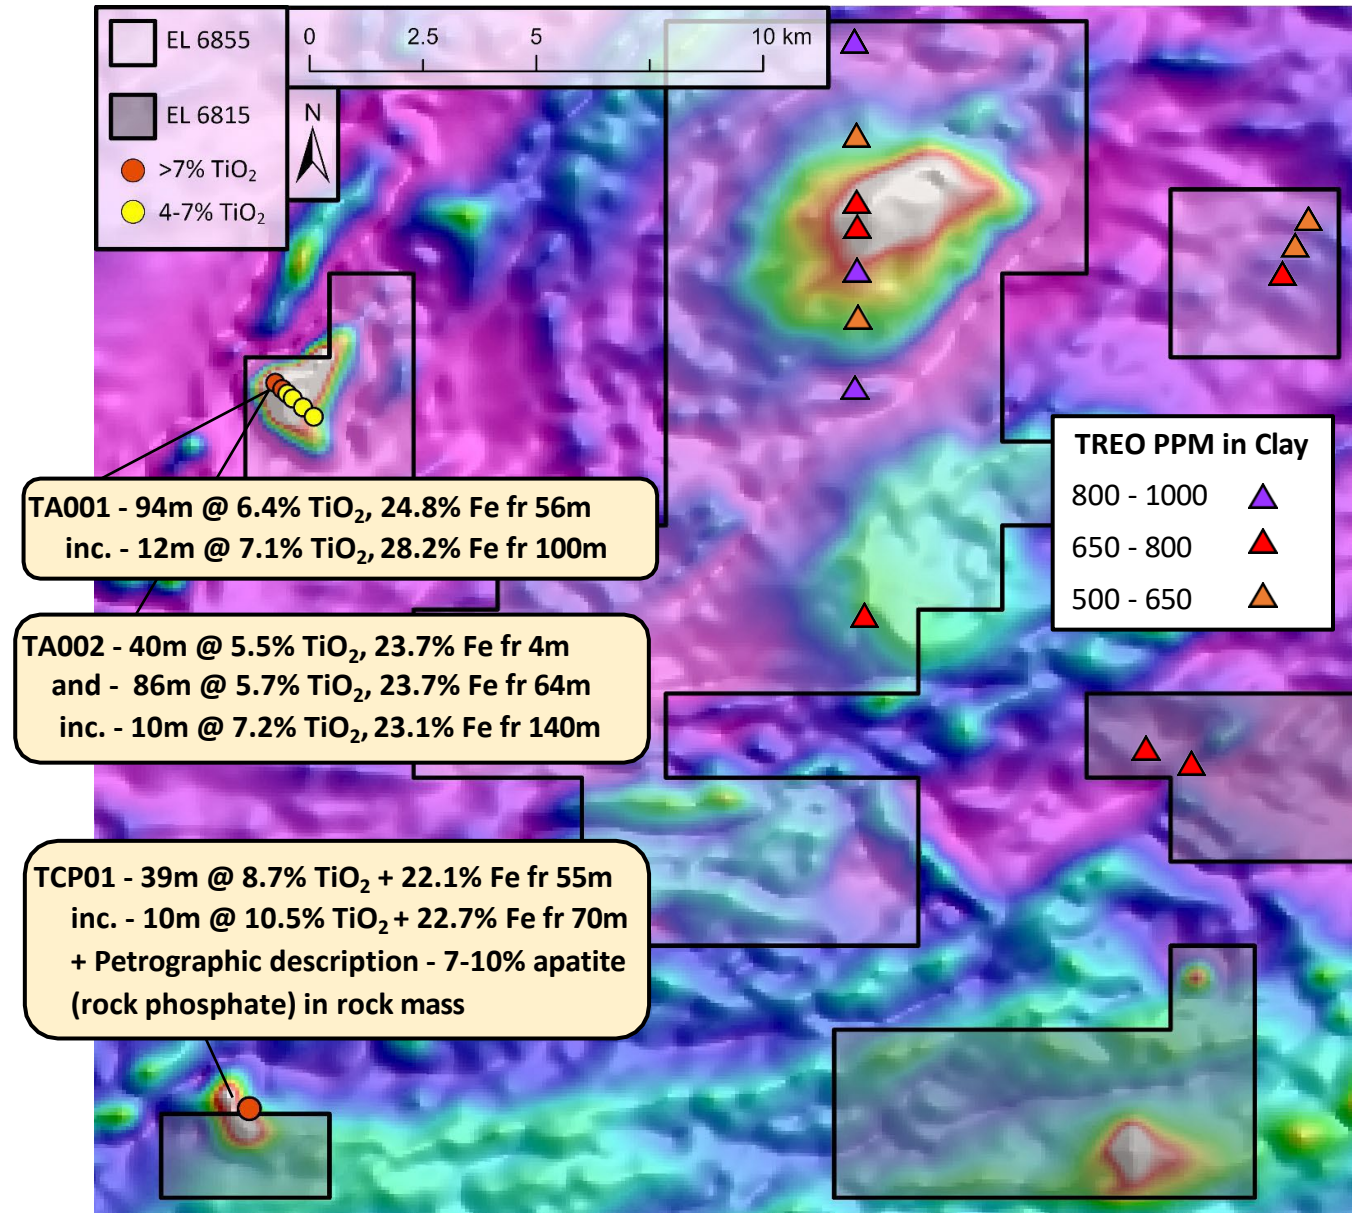 EL 6855
EL 6815
>7% TiO₂
4-7% TiO₂
0 2.5 5 10 km
N
TREO PPM in Clay
800 - 1000
650 - 800
500 - 650
TA001 - 94m @ 6.4% TiO₂, 24.8% Fe fr 56m
inc. - 12m @ 7.1% TiO₂, 28.2% Fe fr 100m
TA002 - 40m @ 5.5% TiO₂, 23.7% Fe fr 4m
and - 86m @ 5.7% TiO₂, 23.7% Fe fr 64m
inc. - 10m @ 7.2% TiO₂, 23.1% Fe fr 140m
TCP01 - 39m @ 8.7% TiO₂ + 22.1% Fe fr 55m
inc. - 10m @ 10.5% TiO₂ + 22.7% Fe fr 70m
+ Petrographic description - 7-10% apatite
(rock phosphate) in rock mass